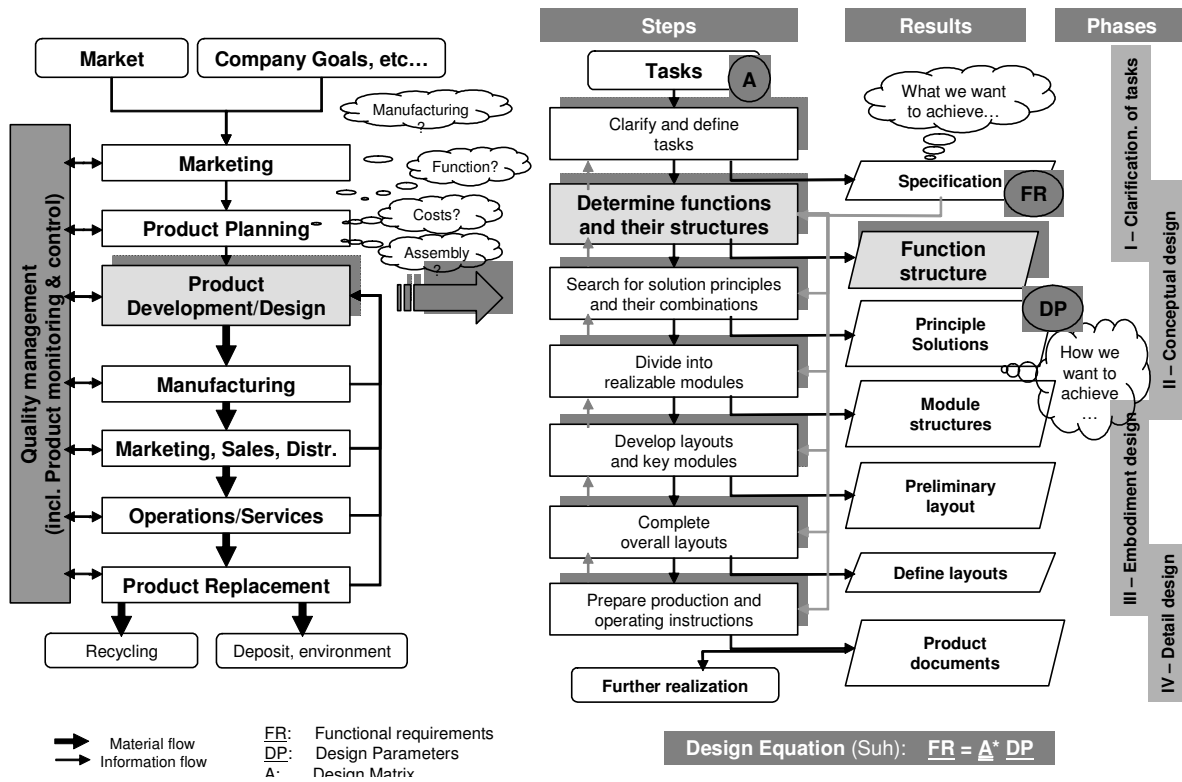 Steps
Results
Phases
Market
Company Goals, etc…
Manufacturing
?
Function?
Costs?
Assembly
?
Marketing
Product Planning
Product
Development/Design
Manufacturing
Marketing, Sales, Distr.
Operations/Services
Product Replacement
Recycling
Deposit, environment
Quality management
(incl. Product monitoring & control)
Tasks
A
Clarify and define
tasks
Determine functions
and their structures
Search for solution principles
and their combinations
Divide into
realizable modules
Develop layouts
and key modules
Complete
overall layouts
Prepare production and
operating instructions
Further realization
What we want
to achieve…
Specification
FR
Function
structure
DP
Principle
Solutions
How we
want to
achieve
…
Module
structures
Preliminary
layout
Define layouts
Product
documents
I – Clarification. of tasks
II – Conceptual design
III – Embodiment design
IV – Detail design
Material flow
Information flow
FR: Functional requirements
DP: Design Parameters
A: Design Matrix
Design Equation (Suh): FR = A* DP